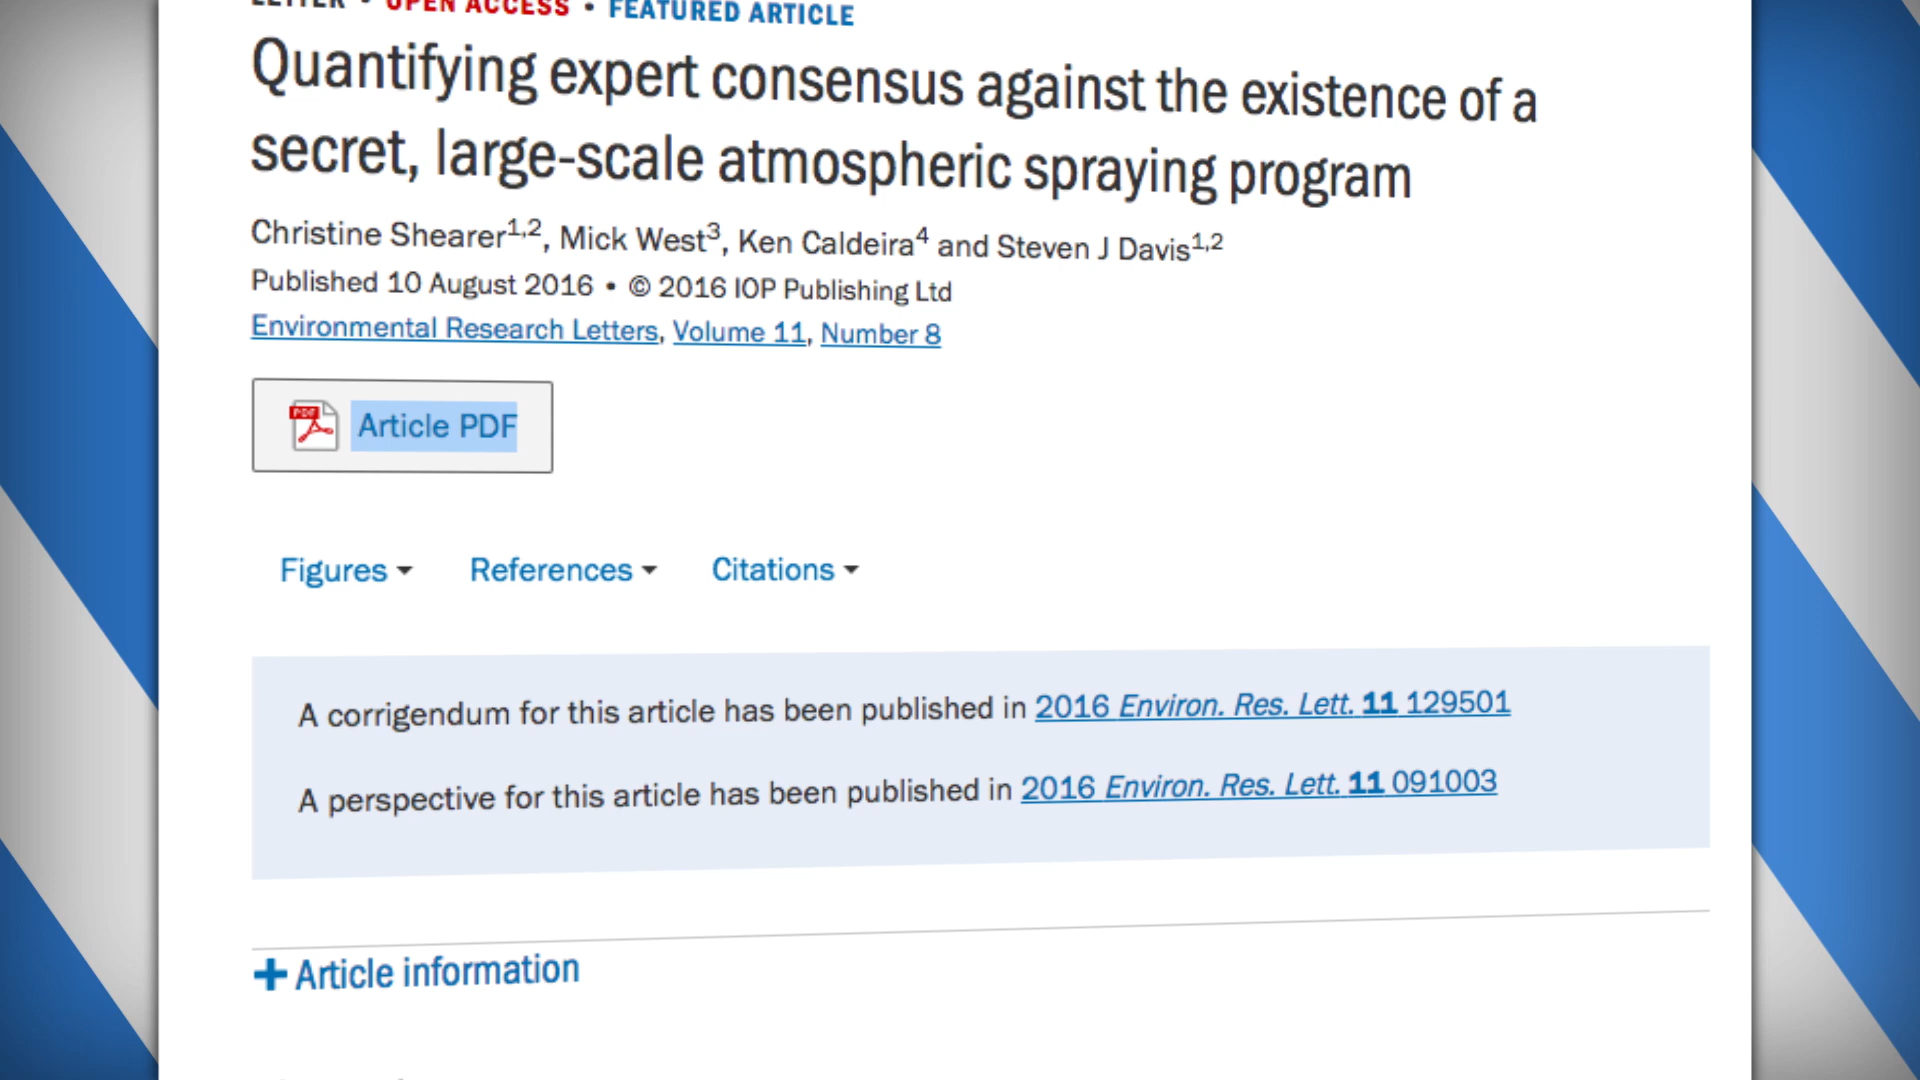 LETTER • OPEN ACCESS • FEATURED ARTICLE
Quantifying expert consensus against the existence of a
secret, large-scale atmospheric spraying program
Christine Shearer1,2, Mick West3, Ken Caldeira4 and Steven J Davis1,2
Published 10 August 2016 • © 2016 IOP Publishing Ltd
Environmental Research Letters, Volume 11, Number 8
PDF Article PDF
Figures References Citations
A corrigendum for this article has been published in 2016 Environ. Res. Lett. 11 129501
A perspective for this article has been published in 2016 Environ. Res. Lett. 11 091003
+ Article information